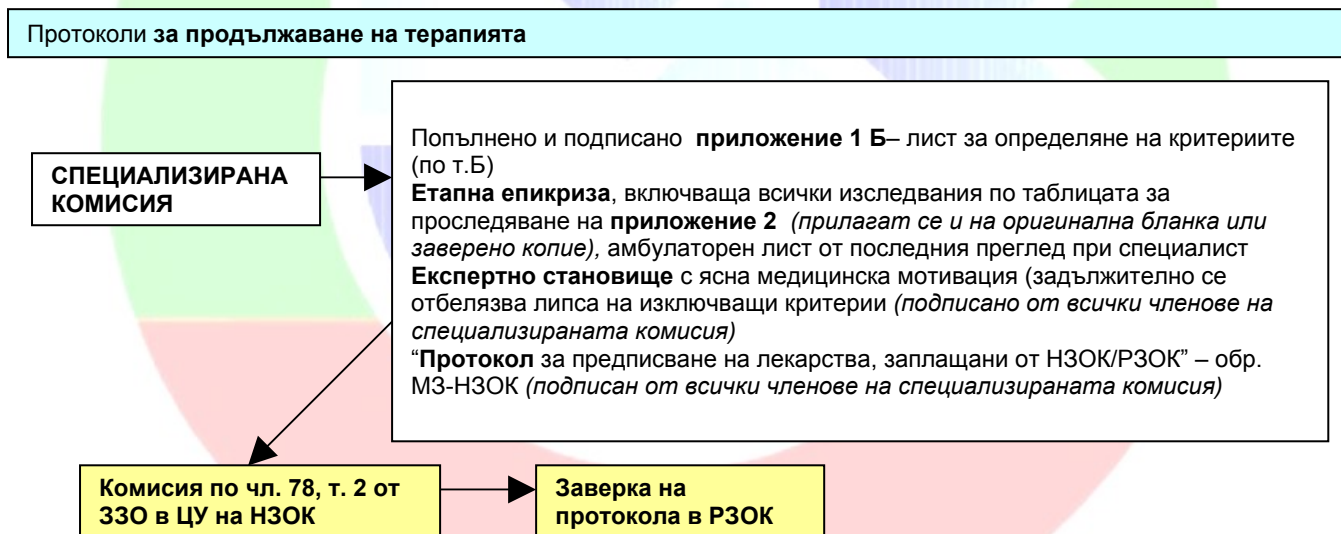 Протоколи за продължаване на терапията
СПЕЦИАЛИЗИРАНА
КОМИСИЯ
Попълнено и подписано приложение 1 Б– лист за определяне на критериите
(по т.Б)
Етапна епикриза, включваща всички изследвания по таблицата за
проследяване на приложение 2 (прилагат се и на оригинална бланка или
заверено копие), амбулаторен лист от последния преглед при специалист
Експертно становище с ясна медицинска мотивация (задължително се
отбелязва липса на изключващи критерии (подписано от всички членове на
специализираната комисия)
“Протокол за предписване на лекарства, заплащани от НЗОК/РЗОК” – обр.
МЗ-НЗОК (подписан от всички членове на специализираната комисия)
Комисия по чл. 78, т. 2 от
ЗЗО в ЦУ на НЗОК
Заверка на
протокола в РЗОК